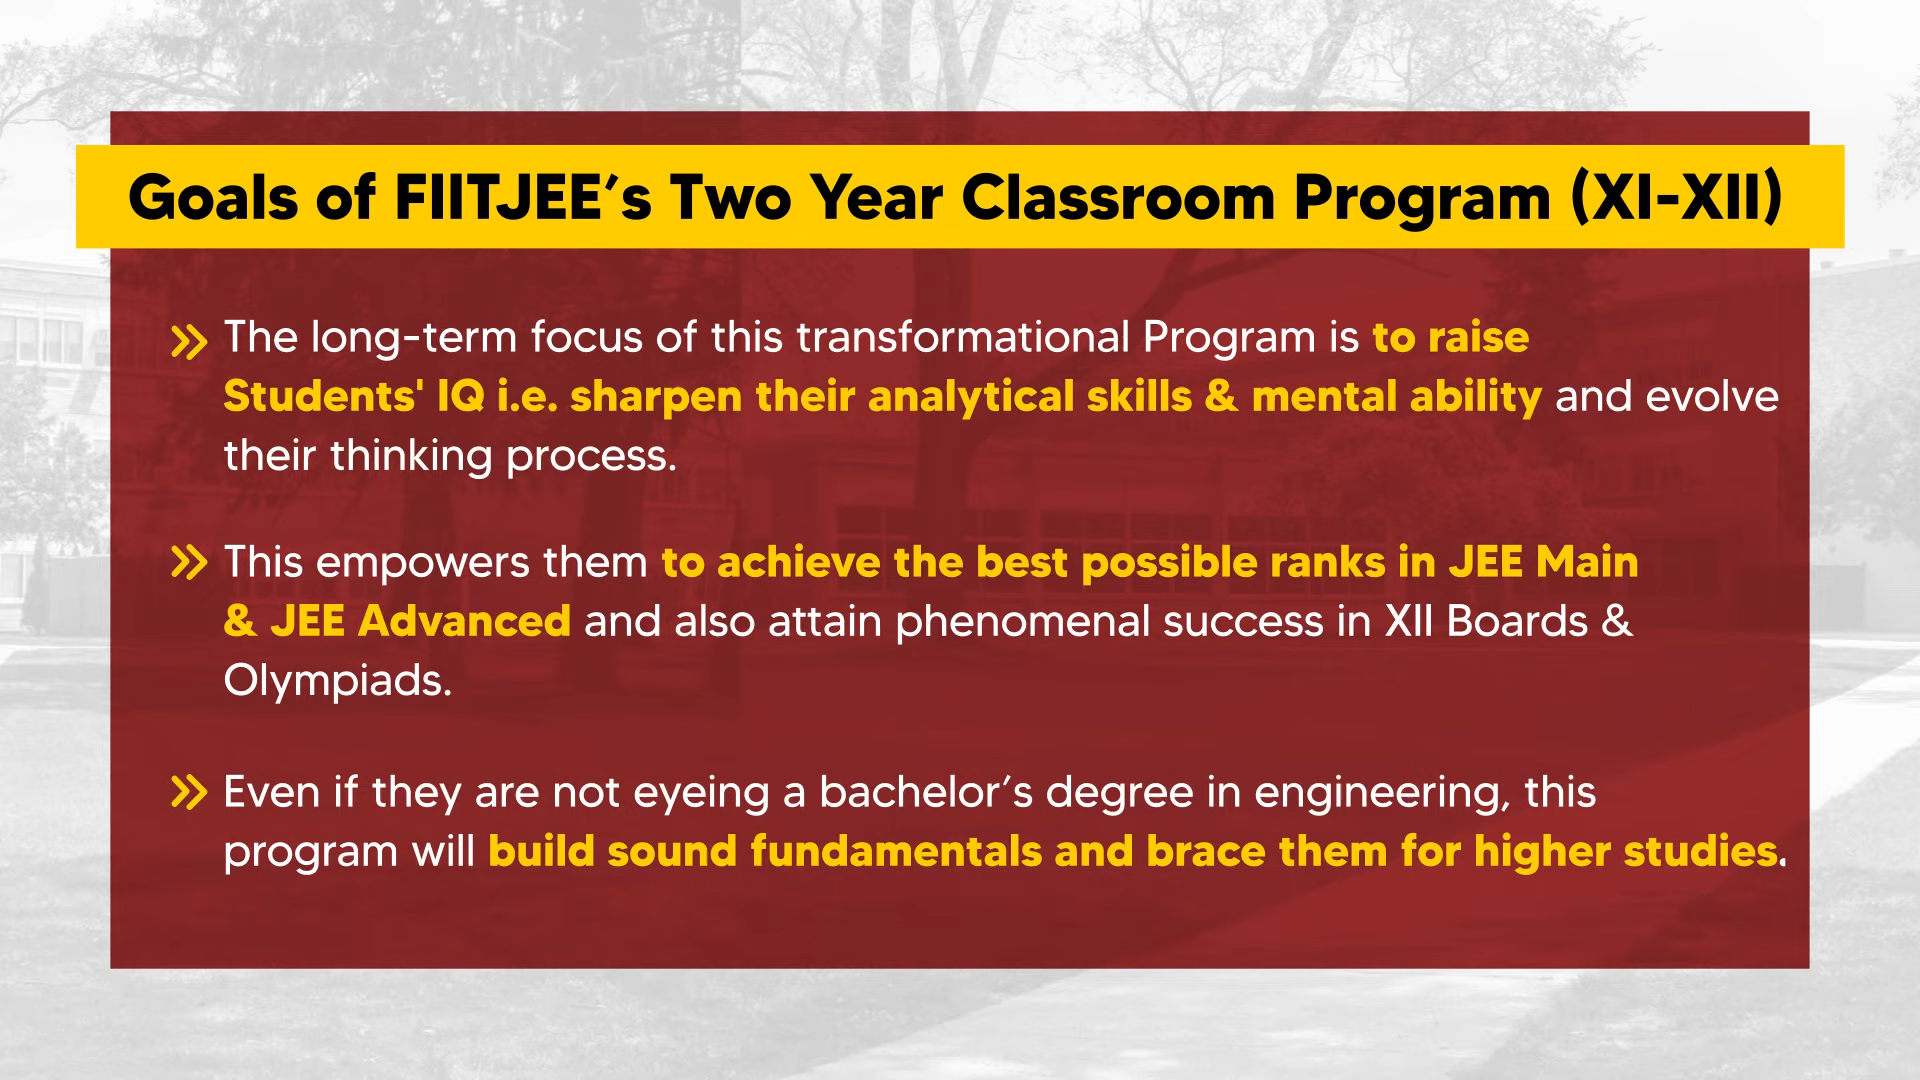 Goals of FIITJEE’s Two Year Classroom Program (XI-XII)
The long-term focus of this transformational Program is to raise
Students' IQ i.e. sharpen their analytical skills & mental ability and evolve
their thinking process.
This empowers them to achieve the best possible ranks in JEE Main
& JEE Advanced and also attain phenomenal success in XII Boards &
Olympiads.
Even if they are not eyeing a bachelor’s degree in engineering, this
program will build sound fundamentals and brace them for higher studies.